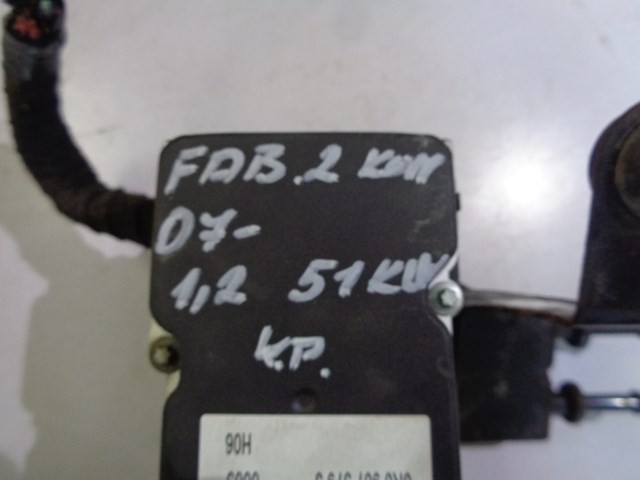 FAB.2 Kom
07-
1,2 51KW
K.P.
90H